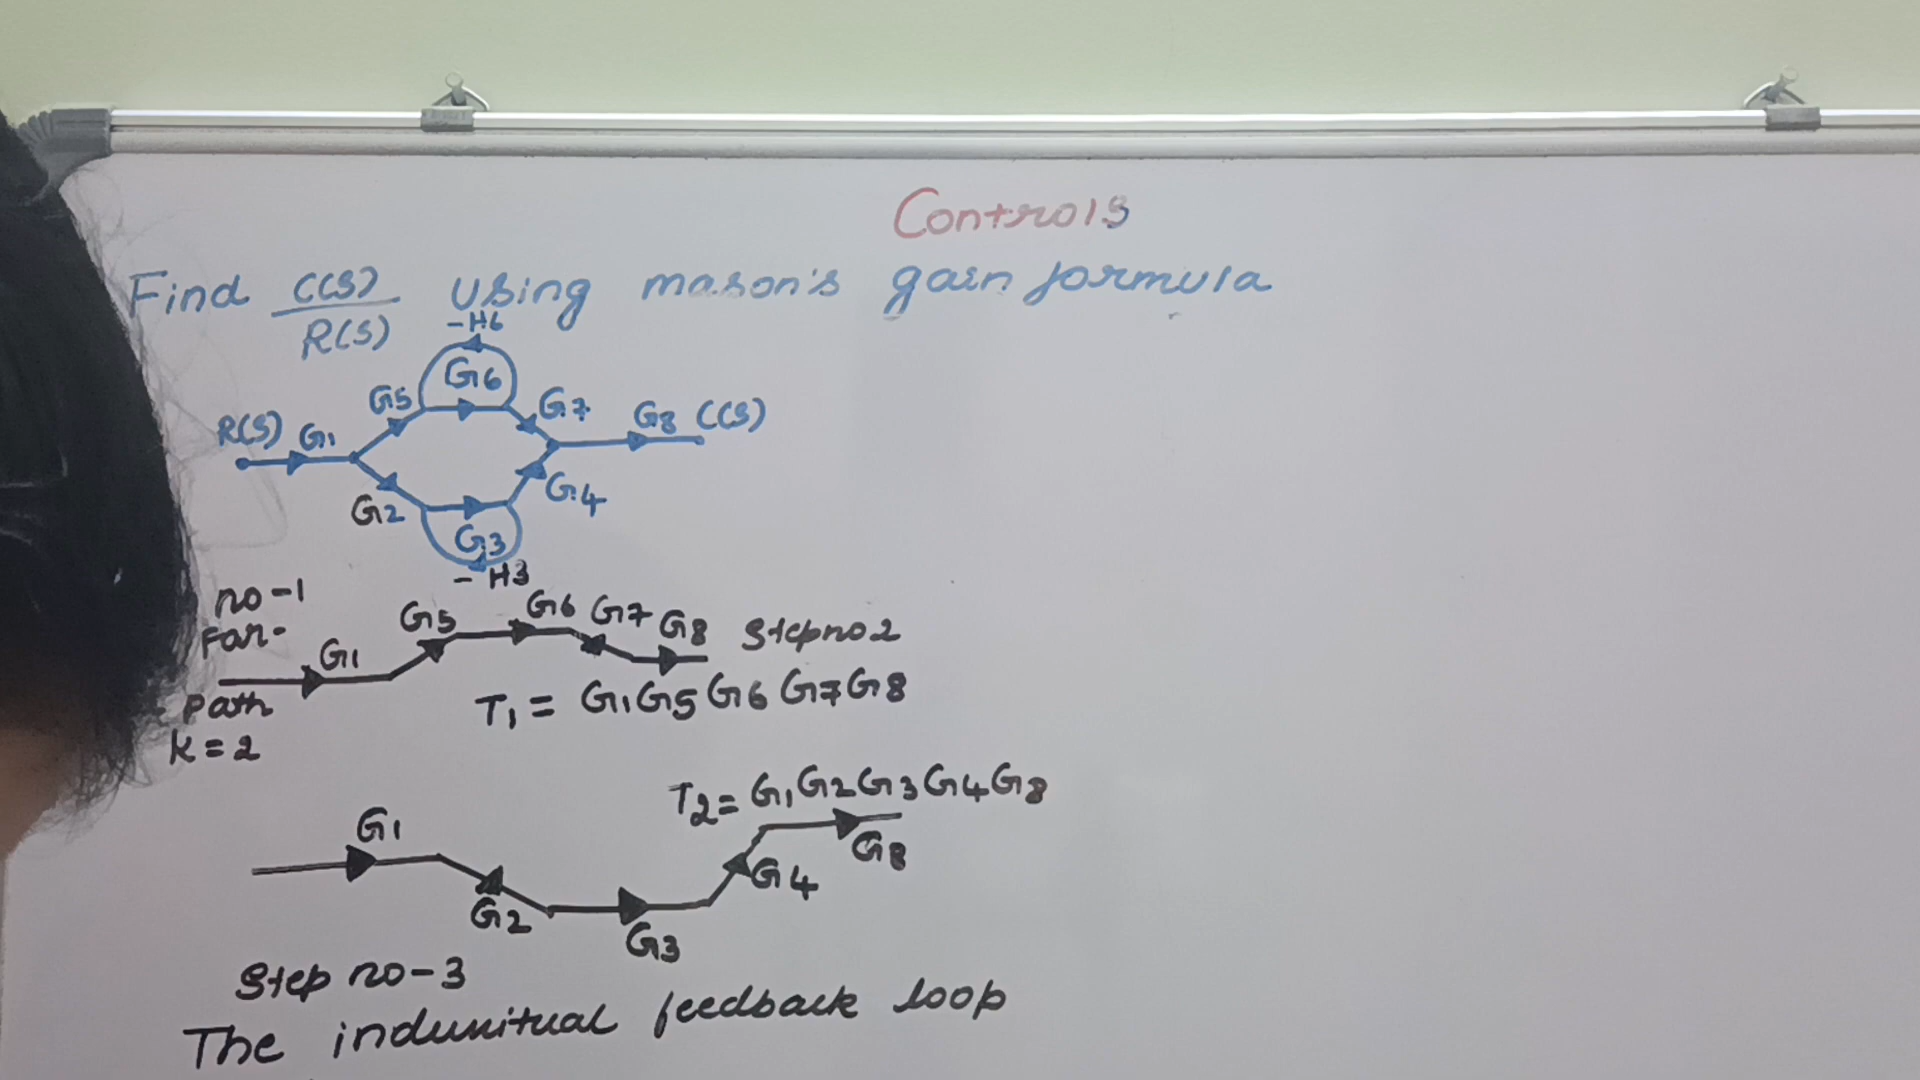 Controls
Find C(S)/R(S) using mason's gain formula
-H6
G6
G5
G7
R(S) G1
G8 C(S)
G2
G4
G3
-H3
no-1
For-
Path
K=2
G1 G5 G6 G7 G8 Step no 2
T1 = G1G5G6G7G8
T2= G1G2G3G4G8
G1
G2
G3
G4
G8
Step no-3
The feedback loop